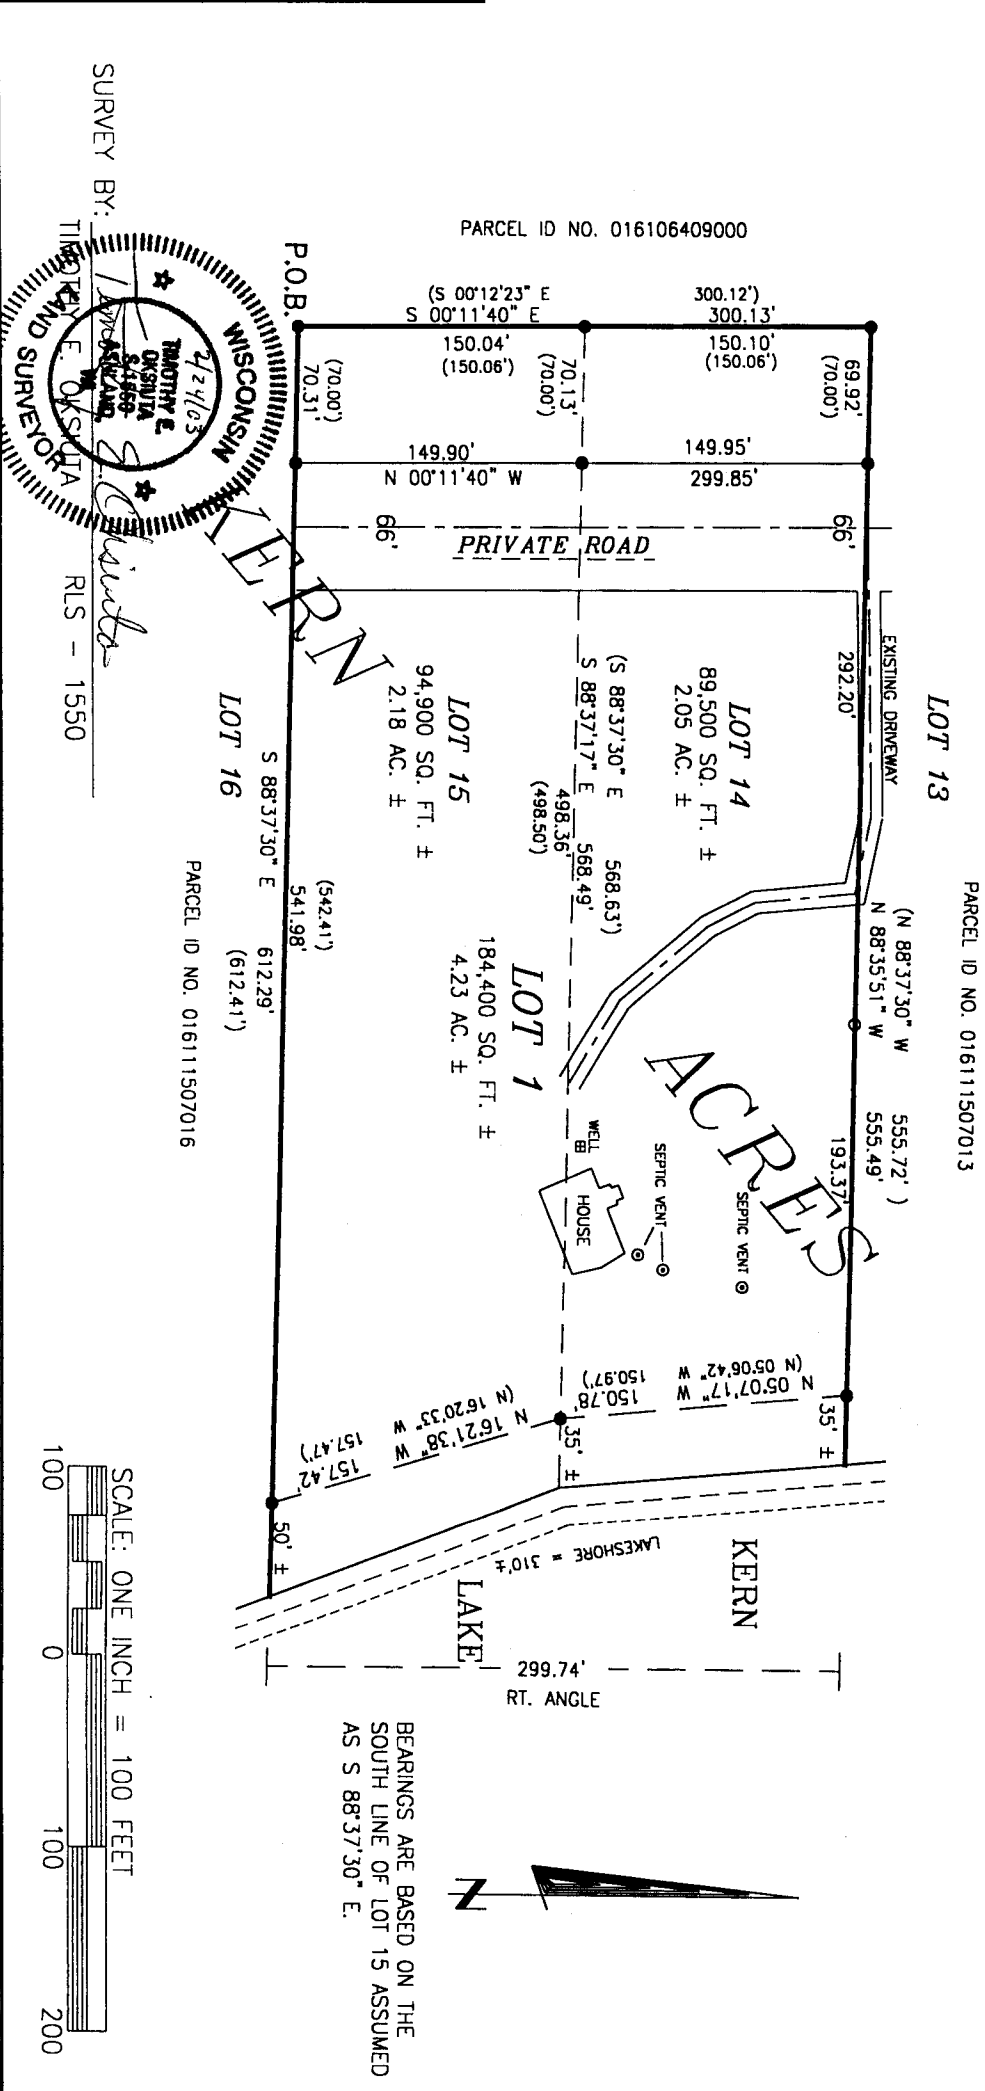 PARCEL ID NO. 016106409000
(S 00°12'23" E 300.12')
S 00°11'40" E 300.13'
150.04'
(150.06')
150.10'
(150.06')
P.O.B.
(70.00')
70.31'
70.13'
(70.00')
69.92'
(70.00')
149.90'
149.95'
N 00°11'40" W 299.85'
66'
66'
PRIVATE ROAD
EXISTING DRIVEWAY
292.20'
LOT 13
PARCEL ID NO. 016111507013
(N 88°37'30" W 555.72' )
N 88°35'51" W 555.49'
193.37'
LOT 14
89,500 SQ. FT. ±
2.05 AC. ±
(S 88°37'30" E 568.63')
S 88°37'17" E 568.49'
498.36'
(498.50')
LOT 15
94,900 SQ. FT. ±
2.18 AC. ±
LOT 1
184,400 SQ. FT. ±
4.23 AC. ±
KERN ACRES
WELL
HOUSE
SEPTIC VENT
SEPTIC VENT
(542.41')
541.98'
S 88°37'30" E 612.29'
(612.41')
LOT 16
PARCEL ID NO. 016111507016
N 05°07'17" W 150.78'
(N 05°06'42" W 150.97')
N 16°21'38" W 157.42'
(N 16°20'33" W 157.47')
35' ±
35' ±
50' ±
LAKESHORE = 310'±
KERN
LAKE
299.74'
RT. ANGLE
BEARINGS ARE BASED ON THE
SOUTH LINE OF LOT 15 ASSUMED
AS S 88°37'30" E.
N
SCALE: ONE INCH = 100 FEET
100 0 100 200
SURVEY BY:
TIMOTHY E. OKSIUTA RLS - 1550
WISCONSIN
2/24/03
TIMOTHY E.
OKSIUTA
S-1550
ASHLAND,
WI
LAND SURVEYOR